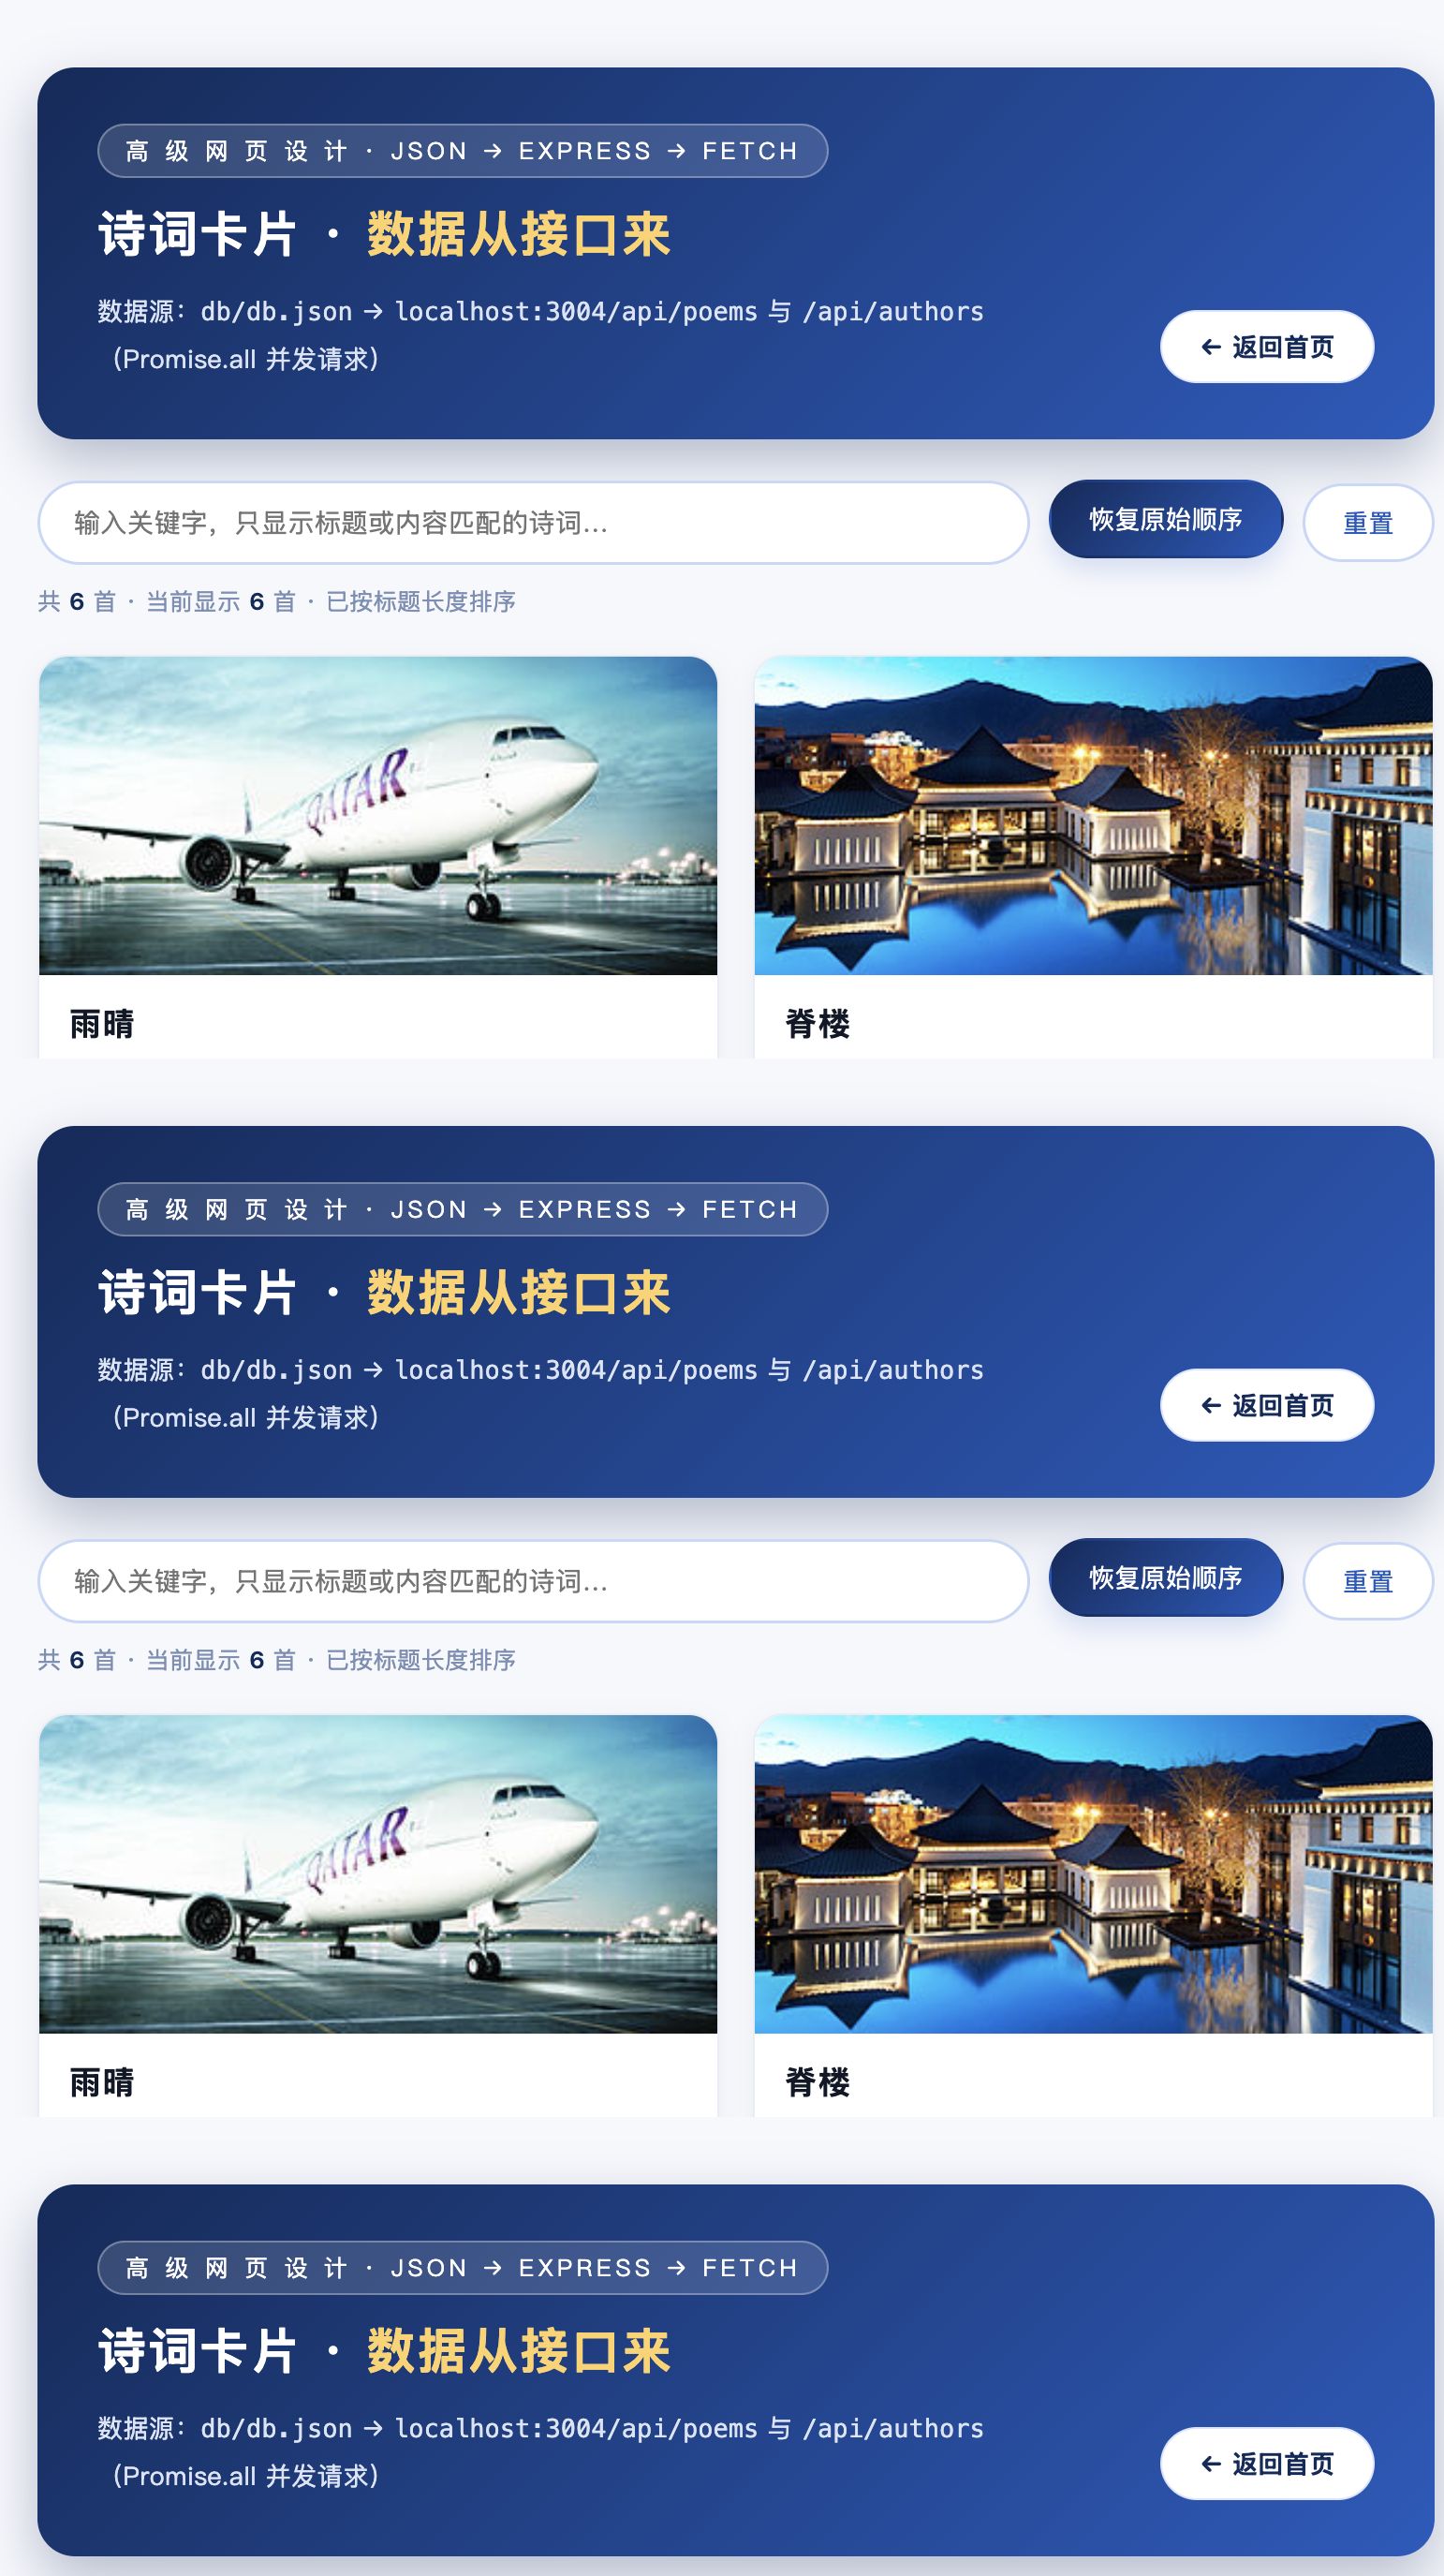 高级网页设计 · JSON → EXPRESS → FETCH
诗词卡片 · 数据从接口来
数据源：db/db.json → localhost:3004/api/poems 与 /api/authors
（Promise.all 并发请求）
← 返回首页
输入关键字，只显示标题或内容匹配的诗词...
恢复原始顺序
重置
共 6 首 · 当前显示 6 首 · 已按标题长度排序
QATAR
雨晴
脊楼
高级网页设计 · JSON → EXPRESS → FETCH
诗词卡片 · 数据从接口来
数据源：db/db.json → localhost:3004/api/poems 与 /api/authors
（Promise.all 并发请求）
← 返回首页
输入关键字，只显示标题或内容匹配的诗词...
恢复原始顺序
重置
共 6 首 · 当前显示 6 首 · 已按标题长度排序
QATAR
雨晴
脊楼
高级网页设计 · JSON → EXPRESS → FETCH
诗词卡片 · 数据从接口来
数据源：db/db.json → localhost:3004/api/poems 与 /api/authors
（Promise.all 并发请求）
← 返回首页